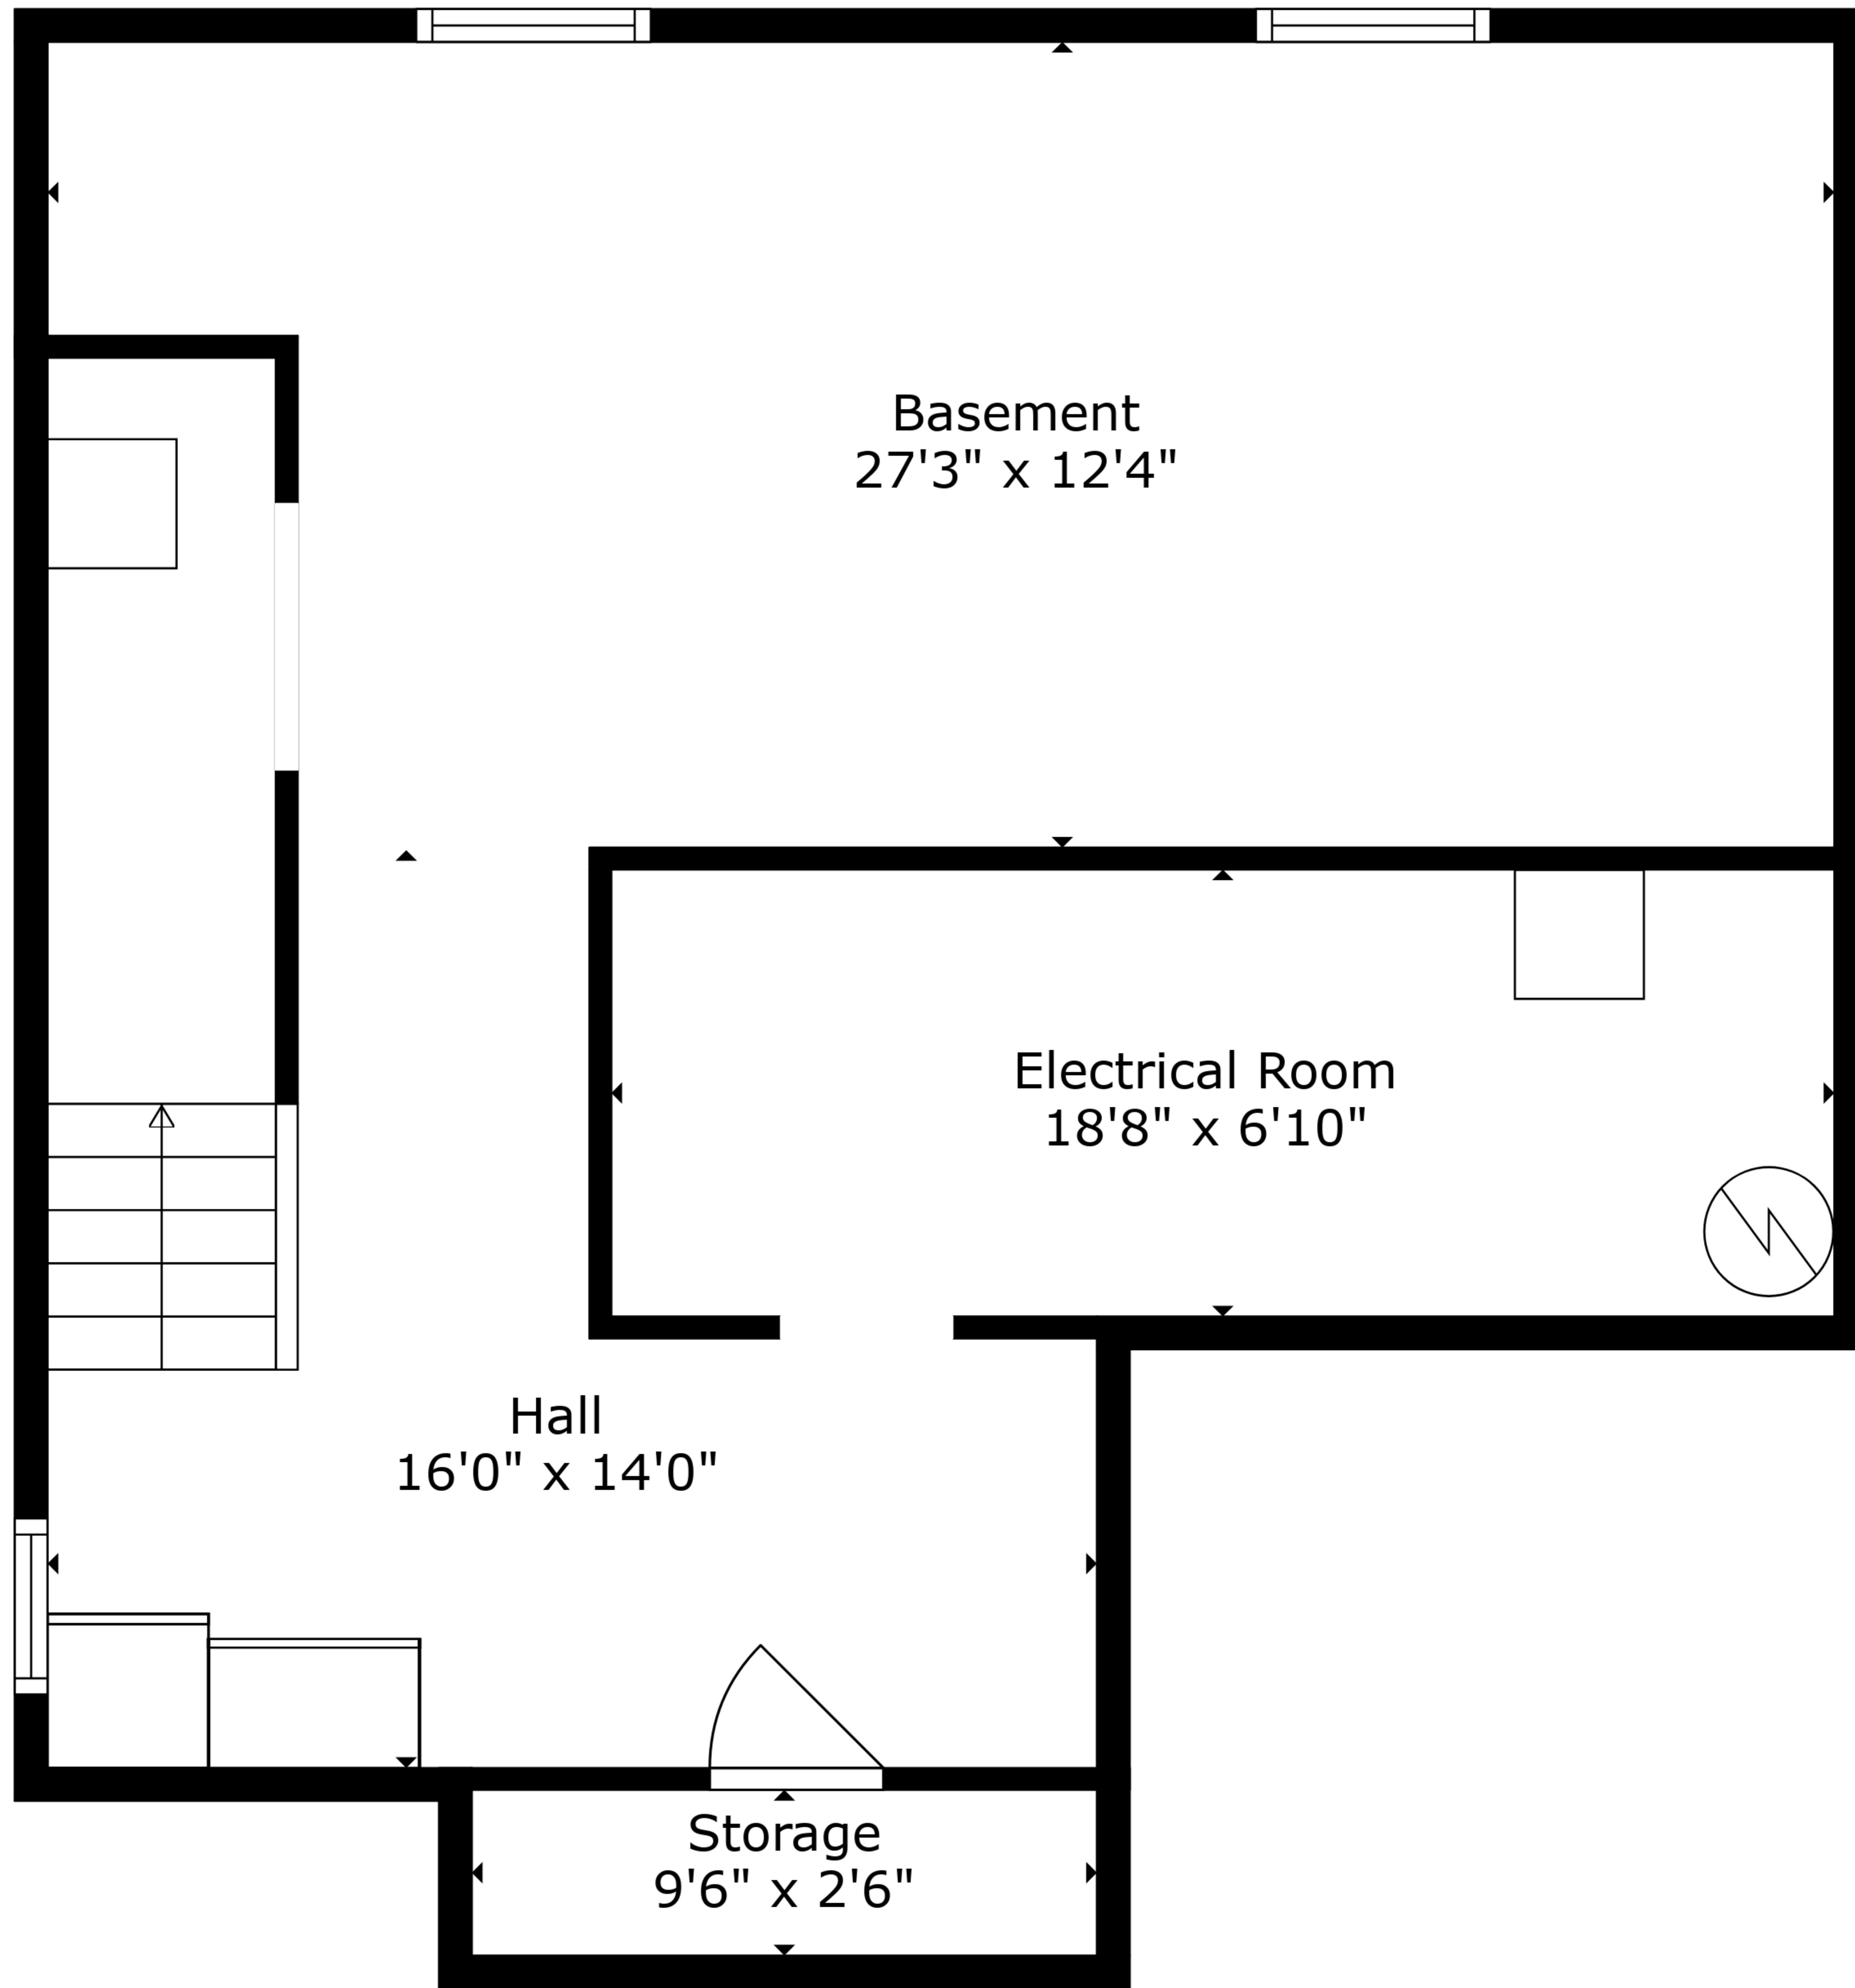 Basement
27'3" x 12'4"
Electrical Room
18'8" x 6'10"
Hall
16'0" x 14'0"
Storage
9'6" x 2'6"